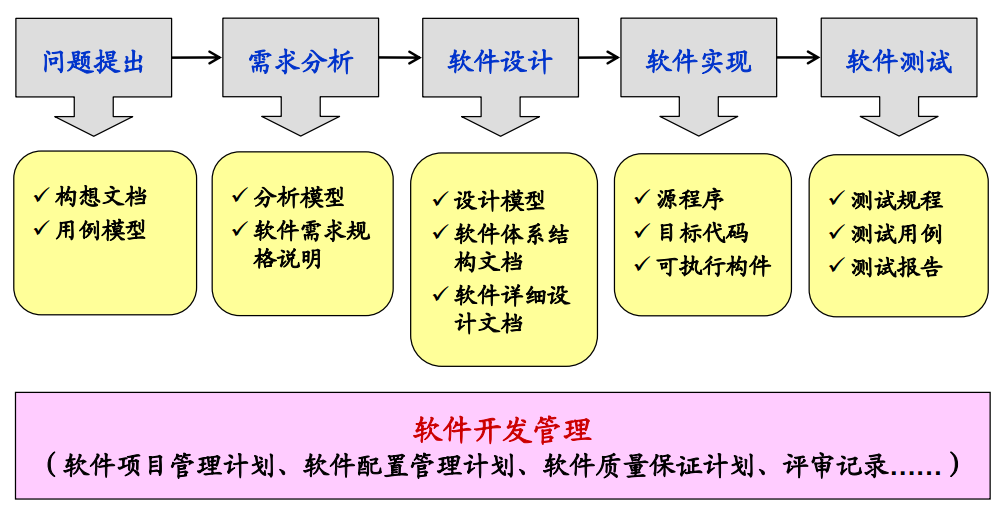 问题提出
需求分析
软件设计
软件实现
软件测试
✓ 构想文档
✓ 用例模型
✓ 分析模型
✓ 软件需求规
格说明
✓ 设计模型
✓ 软件体系结
构文档
✓ 软件详细设
计文档
✓ 源程序
✓ 目标代码
✓ 可执行构件
✓ 测试规程
✓ 测试用例
✓ 测试报告
软件开发管理
（软件项目管理计划、软件配置管理计划、软件质量保证计划、评审记录……）